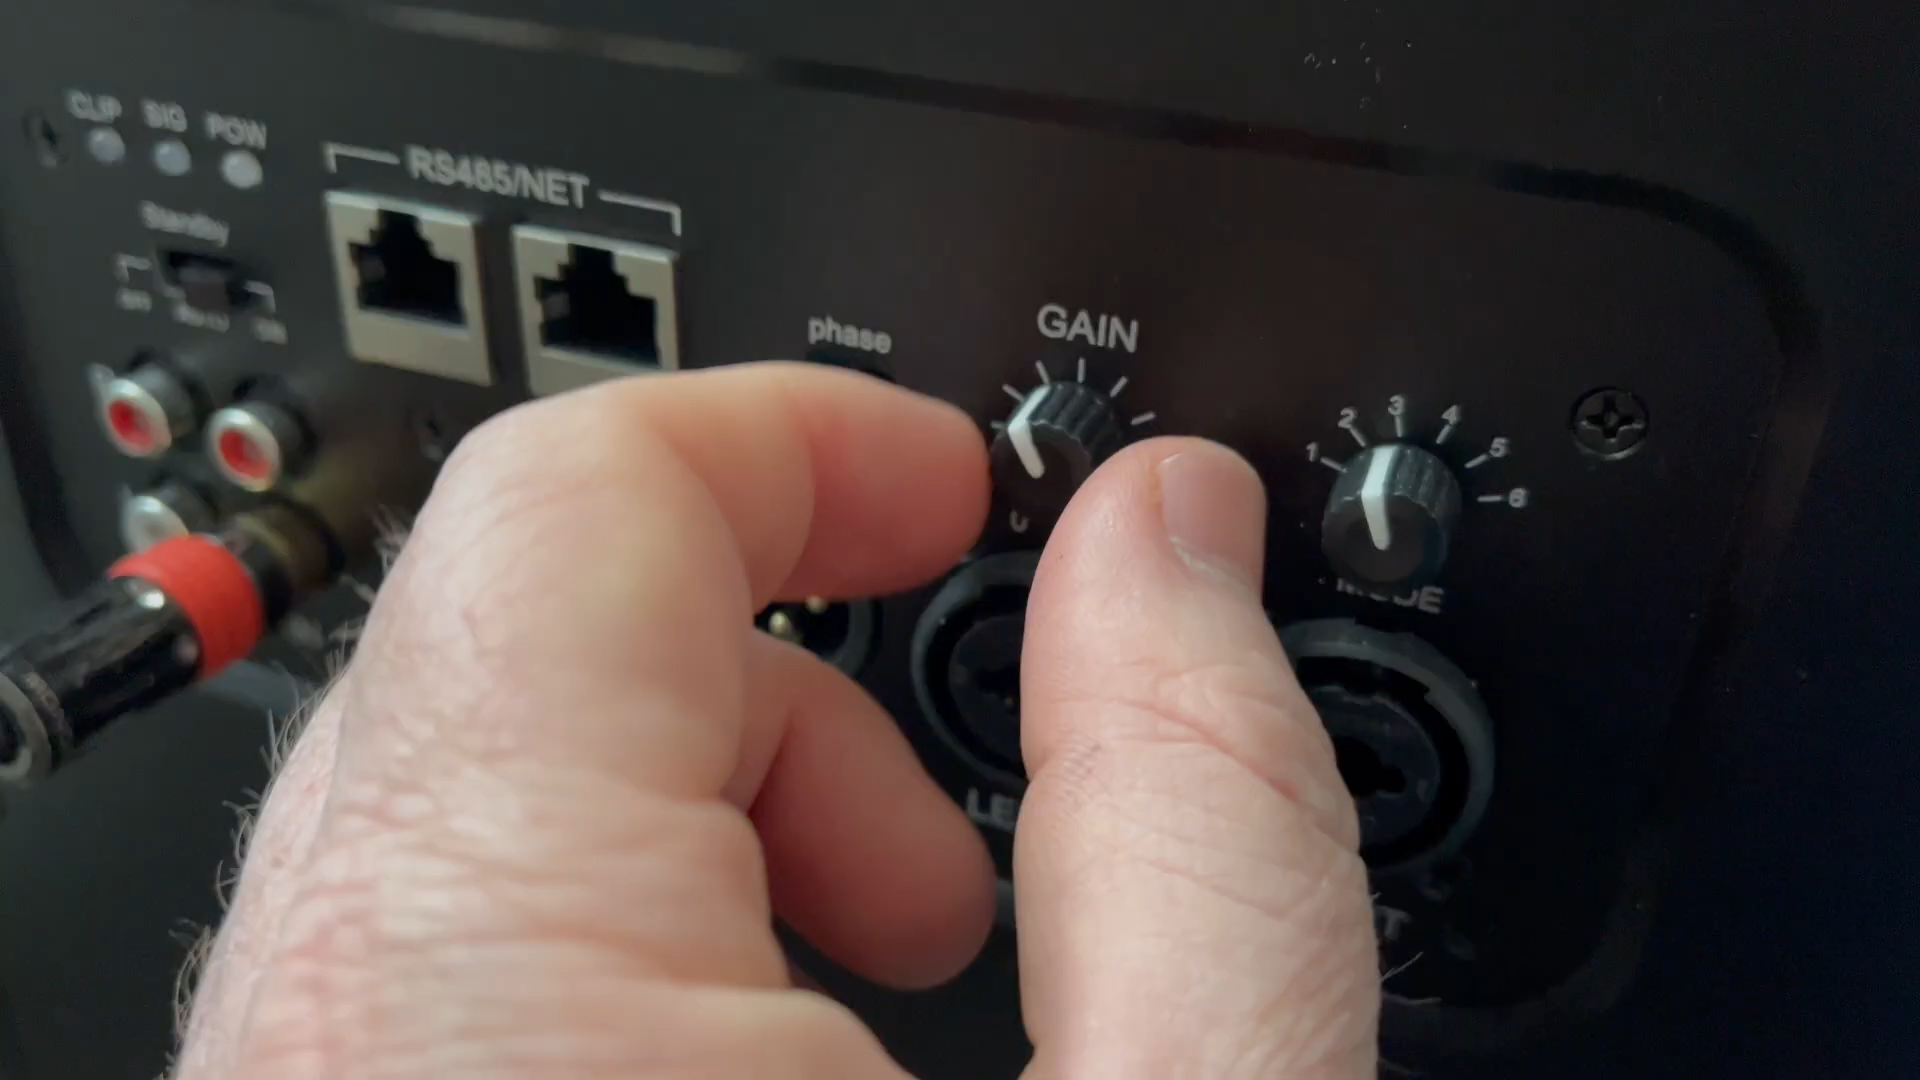 CLIP SIG POW
RS485/NET
Standby
phase
GAIN
1 2 3 4 5 6
MODE